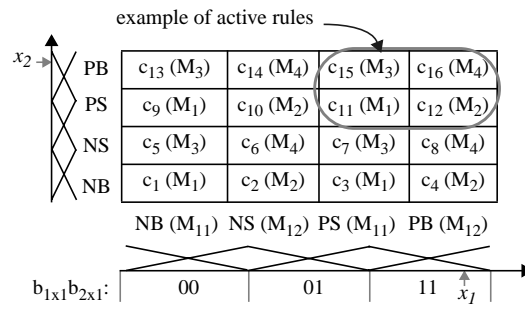 example of active rules
x₂
PB c₁₃ (M₃) c₁₄ (M₄) c₁₅ (M₃) c₁₆ (M₄)
PS c₉ (M₁) c₁₀ (M₂) c₁₁ (M₁) c₁₂ (M₂)
NS c₅ (M₃) c₆ (M₄) c₇ (M₃) c₈ (M₄)
NB c₁ (M₁) c₂ (M₂) c₃ (M₁) c₄ (M₂)
NB (M₁₁) NS (M₁₂) PS (M₁₁) PB (M₁₂)
b₁ₓ₁b₂ₓ₁: 00 01 11 x₁